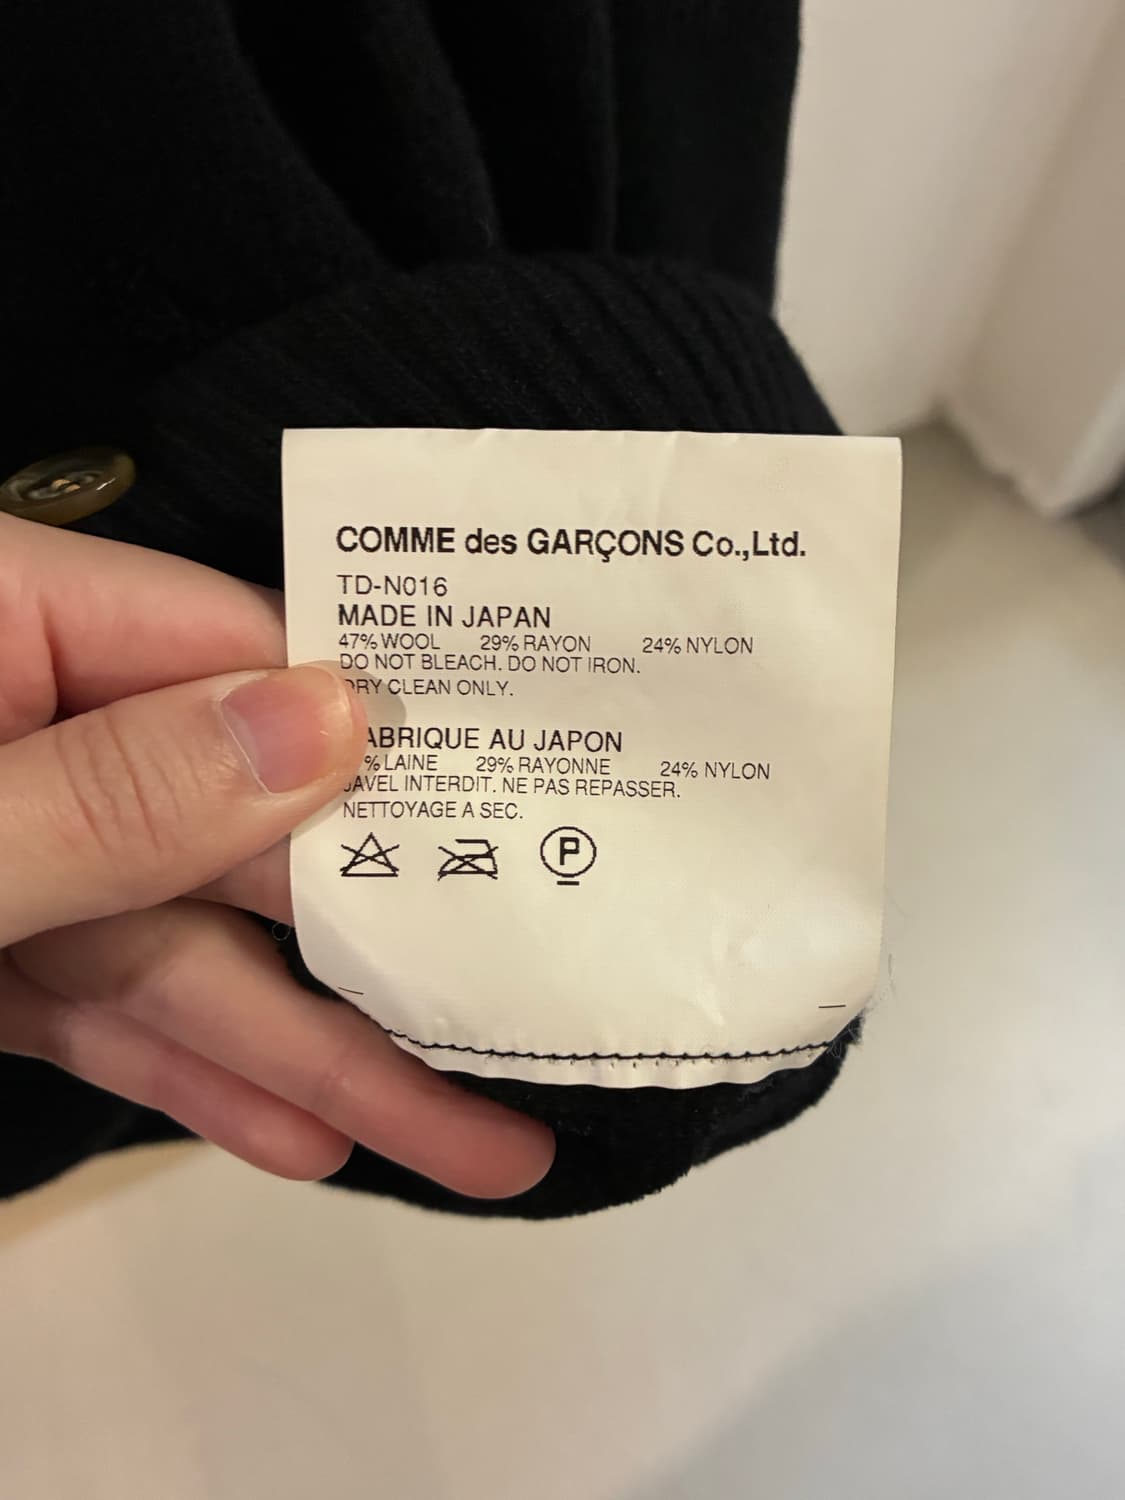 COMME des GARÇONS Co.,Ltd.
TD-N016
MADE IN JAPAN
47% WOOL 29% RAYON 24% NYLON
DO NOT BLEACH. DO NOT IRON.
DRY CLEAN ONLY.
ABRIQUE AU JAPON
% LAINE 29% RAYONNE 24% NYLON
JAVEL INTERDIT. NE PAS REPASSER.
NETTOYAGE A SEC.
P